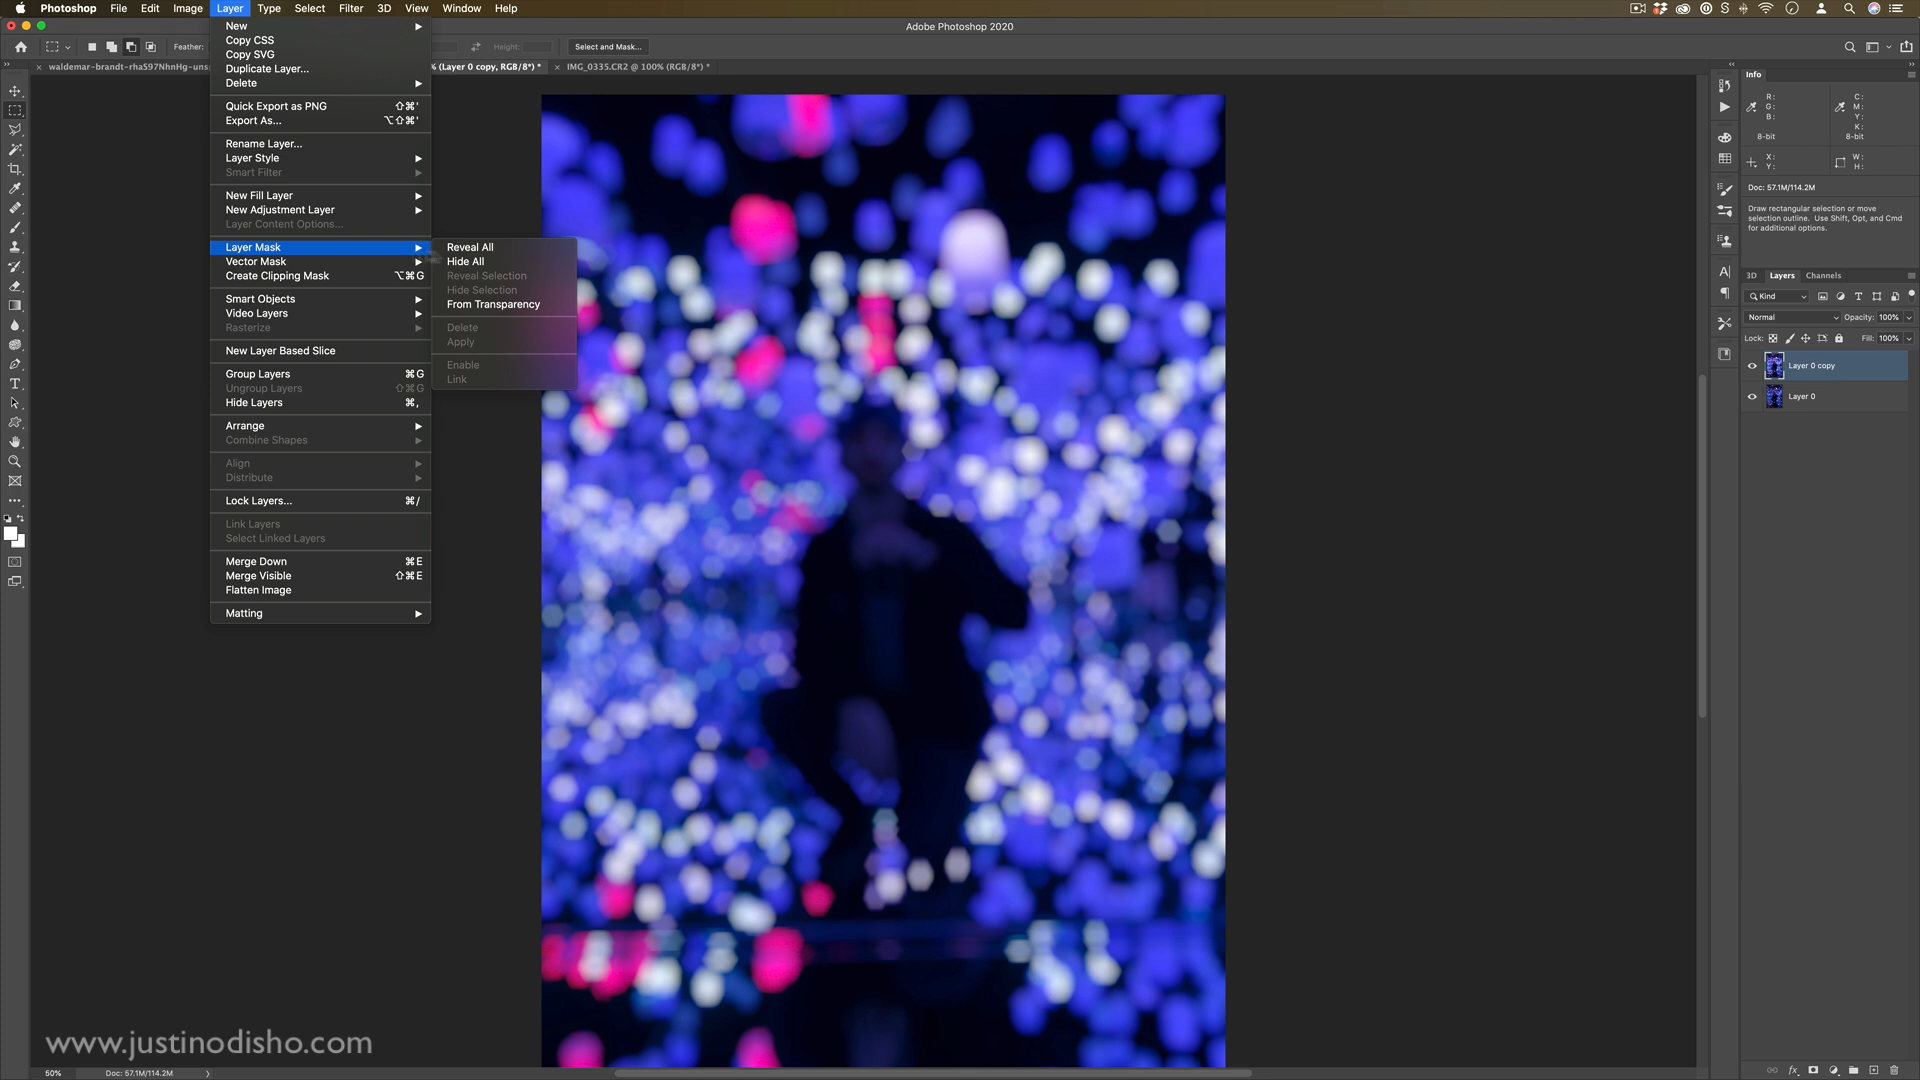 Photoshop File Edit Image Layer Type Select Filter 3D View Window Help
Adobe Photoshop 2020
Feather:
Height:
Select and Mask...
waldemar-brandt-rhaS97NhnHg-uns
% (Layer 0 copy, RGB/8*) *
IMG_0335.CR2 @ 100% (RGB/8*) *
New
Copy CSS
Copy SVG
Duplicate Layer...
Delete
Quick Export as PNG ⇧⌘'
Export As... ⌥⇧⌘'
Rename Layer...
Layer Style
Smart Filter
New Fill Layer
New Adjustment Layer
Layer Content Options...
Layer Mask
Vector Mask
Create Clipping Mask ⌥⌘G
Smart Objects
Video Layers
Rasterize
New Layer Based Slice
Group Layers ⌘G
Ungroup Layers ⇧⌘G
Hide Layers ⌘,
Arrange
Combine Shapes
Align
Distribute
Lock Layers... ⌘/
Link Layers
Select Linked Layers
Merge Down ⌘E
Merge Visible ⇧⌘E
Flatten Image
Matting
Reveal All
Hide All
Reveal Selection
Hide Selection
From Transparency
Delete
Apply
Enable
Link
Info
R: C:
G: M:
B: Y:
K:
8-bit 8-bit
X: W:
Y: H:
Doc: 57.1M/114.2M
Draw rectangular selection or move
selection outline. Use Shift, Opt, and Cmd
for additional options.
3D Layers Channels
Kind
Normal Opacity: 100%
Lock: Fill: 100%
Layer 0 copy
Layer 0
www.justinodisho.com
50% Doc: 57.1M/114.2M